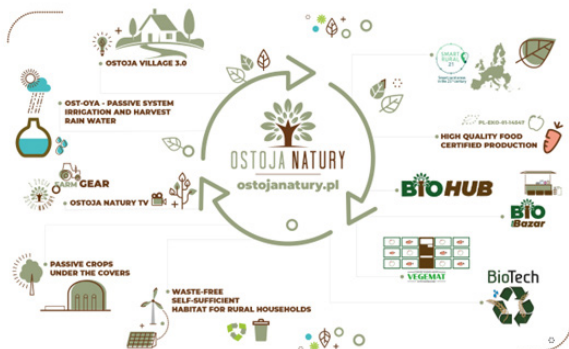 OSTOJA VILLAGE 3.0
OST-OYA - PASSIVE SYSTEM
IRRIGATION AND HARVEST
RAIN WATER
FARM GEAR
OSTOJA NATURY TV
PASSIVE CROPS
UNDER THE COVERS
WASTE-FREE
SELF-SUFFICIENT
HABITAT FOR RURAL HOUSEHOLDS
OSTOJA NATURY
ostojanatury.pl
SMART
RURAL
21
PL-EKO-01-14649
HIGH QUALITY FOOD
CERTIFIED PRODUCTION
BIOHUB
BIO
Bazar
VEGEMAT
BioTech